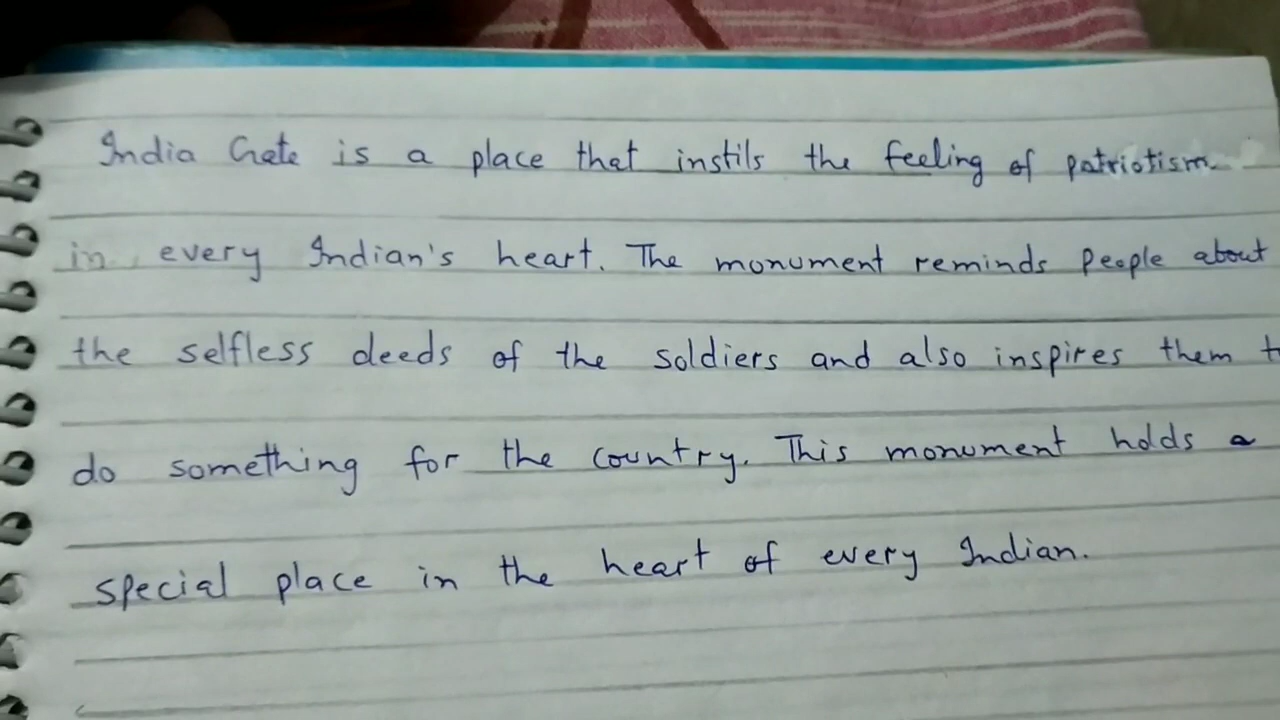 India Gate is a place that instils the feeling of patriotism
in every Indian's heart. The monument reminds people about
the selfless deeds of the soldiers and also inspires them
do something for the country. This monument holds a
special place in the heart of every Indian.